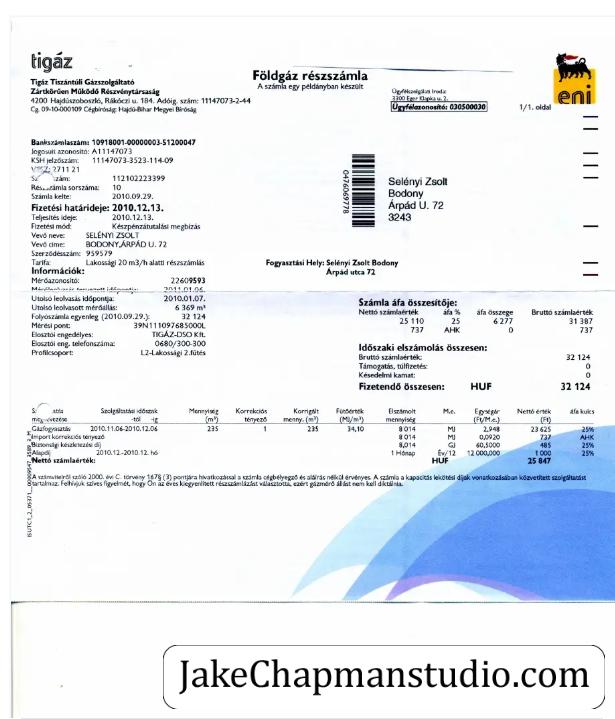 tigáz
Tigáz Tiszántúli Gázszolgáltató
Zártkörűen Működő Részvénytársaság
4200 Hajdúszoboszló, Rákóczi u. 184. Adóig. szám: 11147073-2-44
Cg. 09-10-000109 Cégbíróság: Hajdú-Bihar Megyei Bíróság
Földgáz részszámla
A számla egy példányban készült
Ügyfélszolgálati Iroda:
3300 Eger Klapka u. 2.
Ügyfélazonosító: 030500030
1/1. oldal
eni
Bankszámlaszám: 10918001-00000003-51200047
Jogosult azonosító: A11147073
KSH jelzőszám: 11147073-3523-114-09
2711 21
112102223399
Részszámla sorszáma: 10
Számla kelte: 2010.09.29.
Fizetési határideje: 2010.12.13.
Teljesítés ideje: 2010.12.13.
Fizetési mód: Készpénzátutalási megbízás
Vevő neve: SELÉNYI ZSOLT
Vevő címe: BODONY,ÁRPÁD U. 72
Szerződésszám: 959579
Tarifa: Lakossági 20 m3/h alatti részszámlás
0476069778
Selényi Zsolt
Bodony
Árpád U. 72
3243
Fogyasztási Hely: Selényi Zsolt Bodony
Árpád utca 72
Információk:
Mérőazonosító: 22609593
Mérőleolvasás tervezett időpontja: 2011.01.06.
Utolsó leolvasás időpontja: 2010.01.07.
Utolsó leolvasott mérőállás: 6 369 m³
Folyószámla egyenleg (2010.09.29.): 32 124
Mérési pont: 39N111097685000L
Elosztói engedélyes: TIGÁZ-DSO Kft.
Elosztói eng. telefonszáma: 0680/300-300
Profilcsoport: L2-Lakossági 2.fűtés
Számla áfa összesítője:
Nettó számlaérték áfa % áfa összege Bruttó számlaérték
25 110 25 6 277 31 387
737 AHK 0 737
Időszaki elszámolás összesen:
Bruttó számlaérték: 32 124
Támogatás, túlfizetés: 0
Késedelmi kamat: 0
Fizetendő összesen: HUF 32 124
Szolgáltatási időszak Mennyiség Korrekciós Korrigált Fűtőérték Elszámolt M.e. Egységár Nettó érték áfa kulcs
megnevezése -tól -ig (m³) tényező menny. (m³) (MJ/m³) mennyiség (Ft/M.e.) (Ft)
Gázfogyasztás 2010.11.06-2010.12.06 235 1 235 34,10 8 014 MJ 2,948 23 625 25%
Import korrekciós tényező 8 014 MJ 0,0920 737 AHK
Biztonsági készletezési díj 8,014 GJ 60,5000 485 25%
Alapdíj 2010.12.-2010.12. hó 1 Hónap Év/12 12 000,000 1 000 25%
Nettó számlaérték: HUF 25 847
A számvitelről szóló 2000. évi C. törvény 167§ (3) pontjára hivatkozással a számla cégbélyegző és aláírás nélkül érvényes. A számla a kapacitás lekötési díjak vonatkozásában közvetített szolgáltatást
tartalmaz. Felhívjuk szíves figyelmét, hogy Ön az éves kiegyenlített részszámlázást választotta, ezért gázmérő állást nem kell diktálnia.
JakeChapmanstudio.com